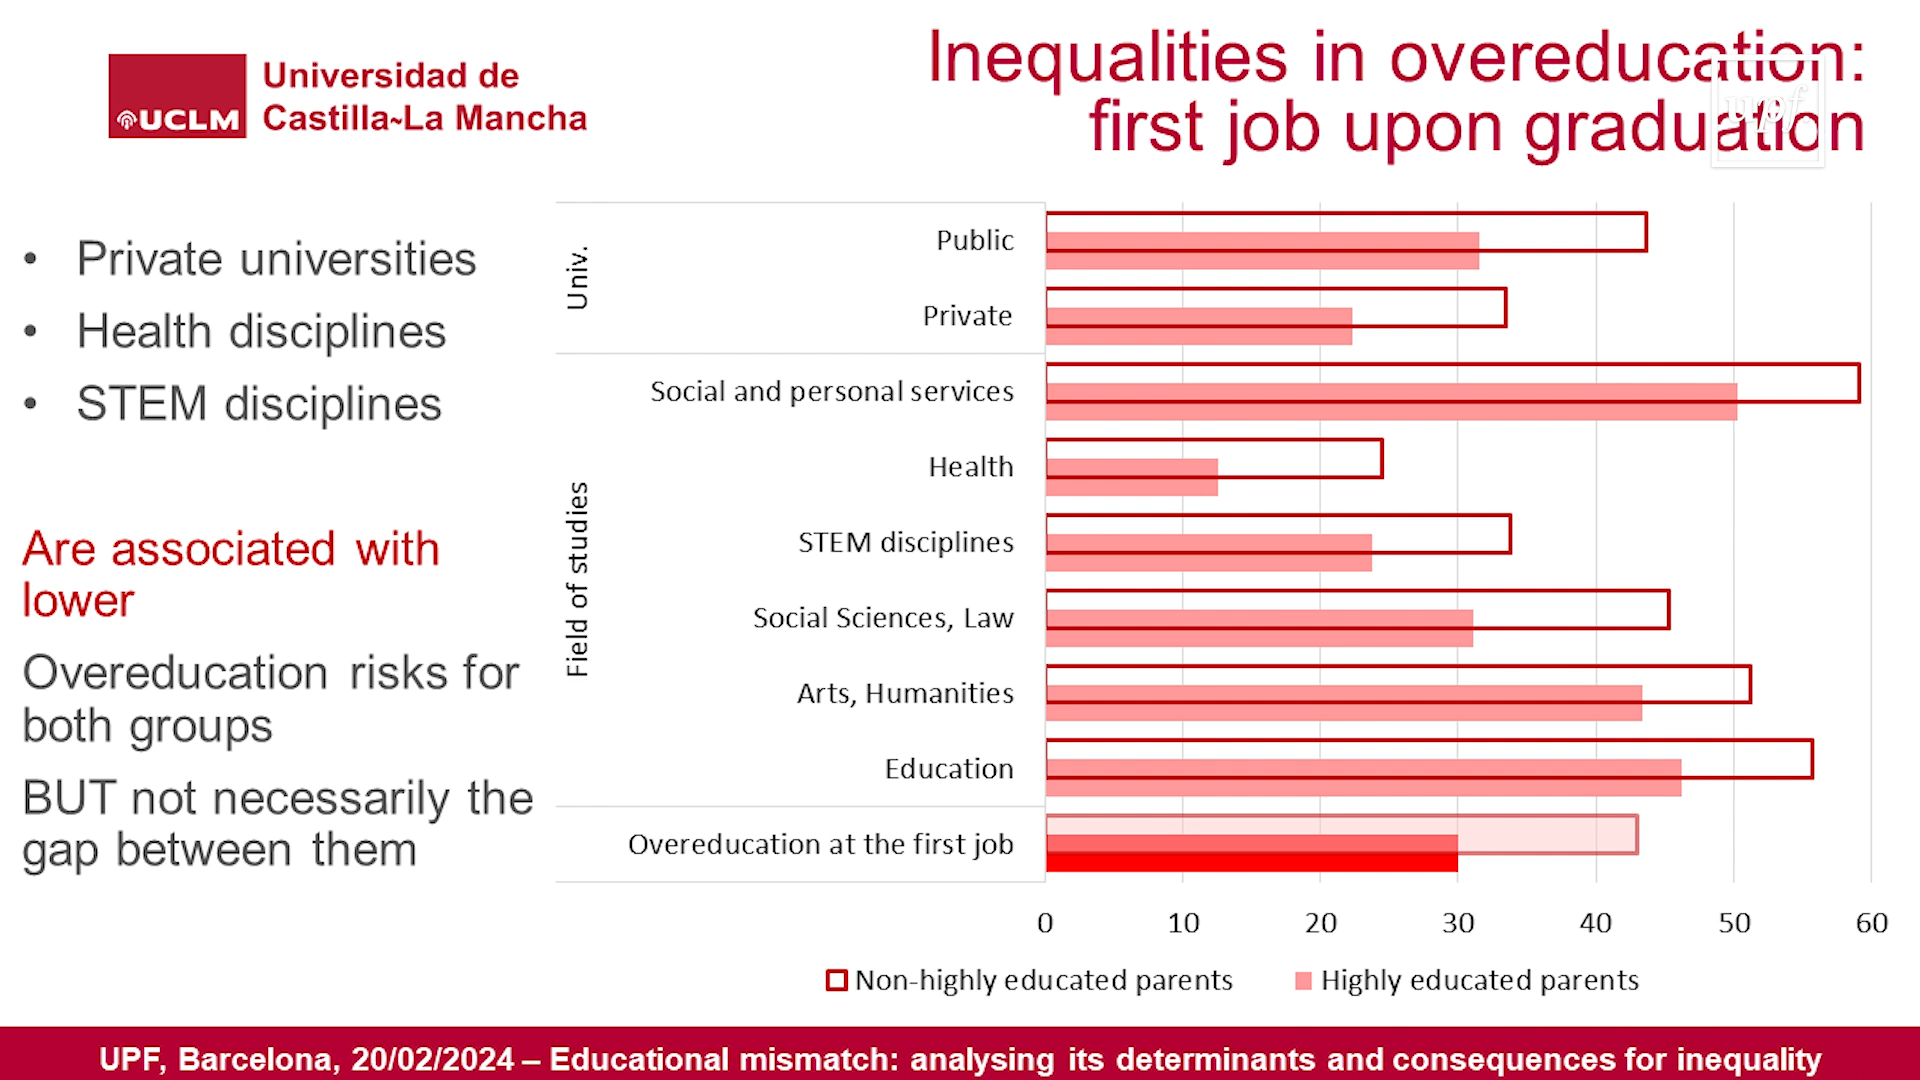 UCLM
Universidad de
Castilla~La Mancha
Inequalities in overeducation:
first job upon graduation
upf.
• Private universities
• Health disciplines
• STEM disciplines
Are associated with
lower
Overeducation risks for
both groups
BUT not necessarily the
gap between them
Univ.
Public
Private
Field of studies
Social and personal services
Health
STEM disciplines
Social Sciences, Law
Arts, Humanities
Education
Overeducation at the first job
0 10 20 30 40 50 60
Non-highly educated parents
Highly educated parents
UPF, Barcelona, 20/02/2024 – Educational mismatch: analysing its determinants and consequences for inequality